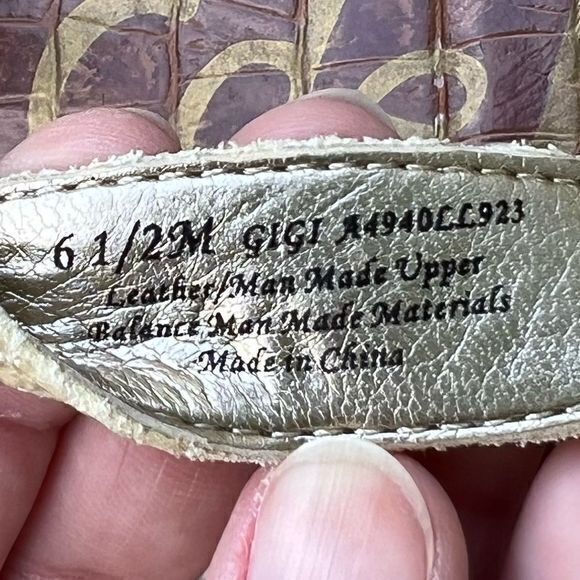 6 1/2M GIGI A4940LL923
Leather/Man Made Upper
Balance Man Made Materials
Made in China